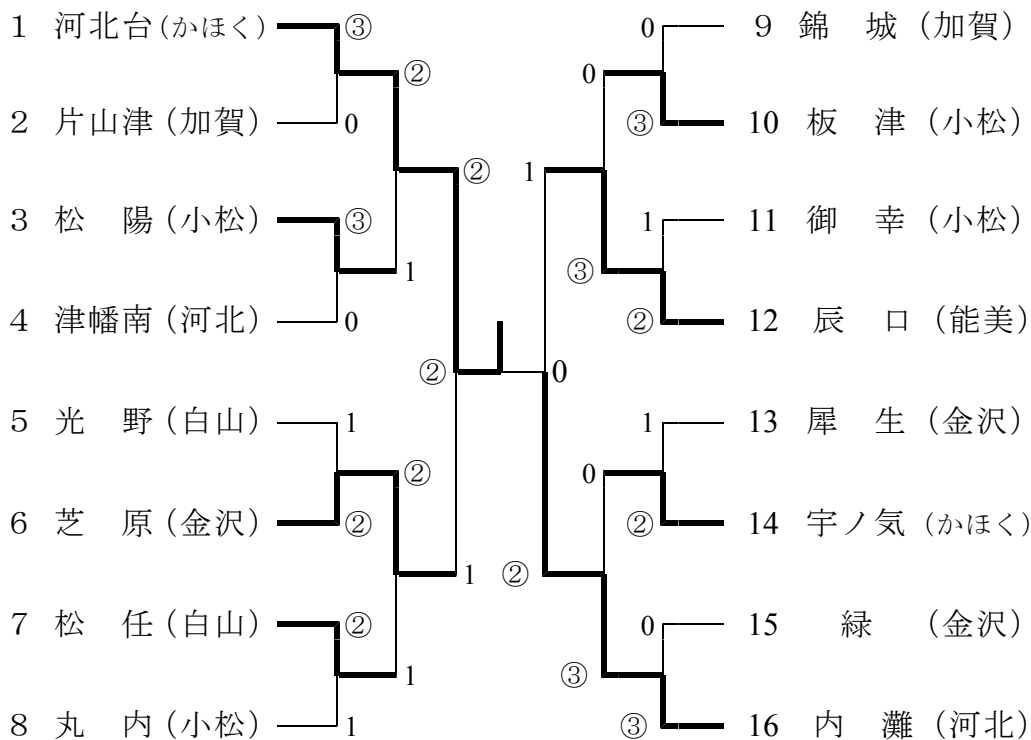 1 河北台(かほく) ③ 0 9 錦 城(加賀)
② 0
2 片山津(加賀) 0 ③ 10 板 津(小松)
② 1
3 松 陽(小松) ③ 1 11 御 幸(小松)
1 ③
4 津幡南(河北) 0 ② 12 辰 口(能美)
② 0
5 光 野(白山) 1 1 13 犀 生(金沢)
② 0
6 芝 原(金沢) ② ② 14 宇ノ気(かほく)
1 ②
7 松 任(白山) ② 0 15 緑 (金沢)
1 ③
8 丸 内(小松) 1 ③ 16 内 灘(河北)